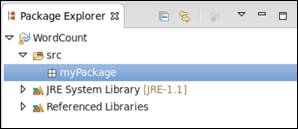 Package Explorer
WordCount
src
myPackage
JRE System Library [JRE-1.1]
Referenced Libraries